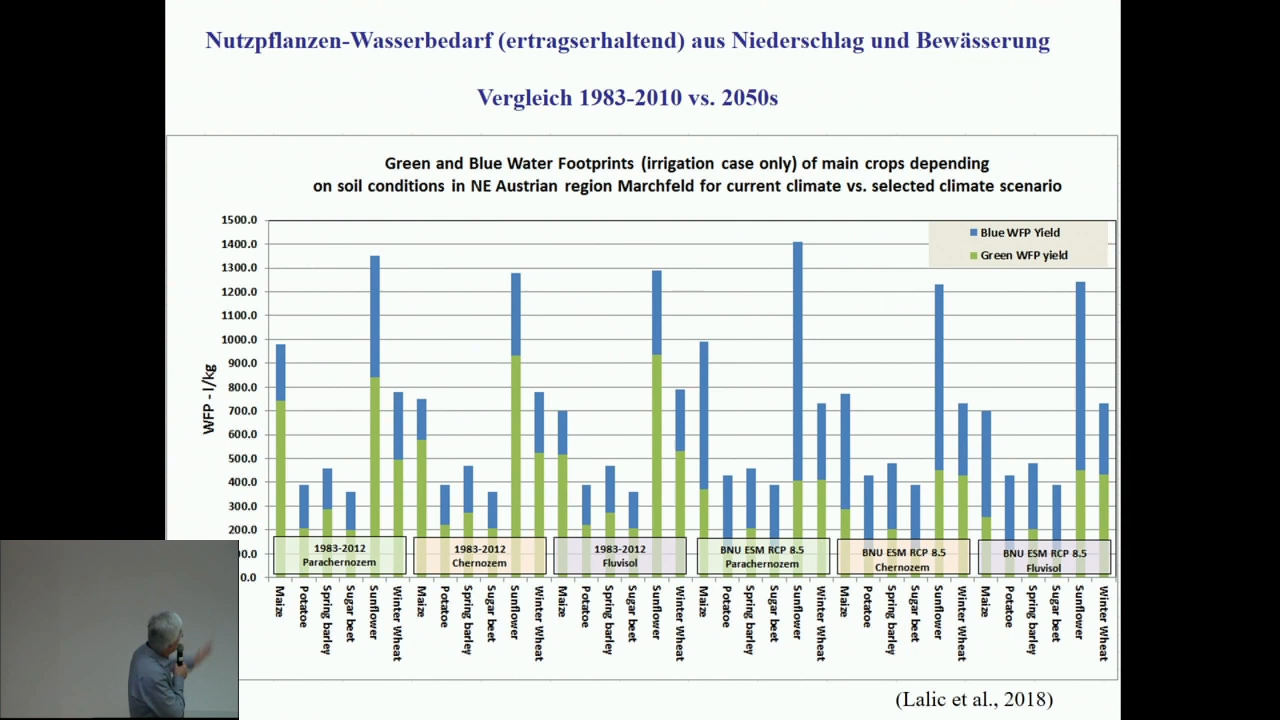 Nutzpflanzen-Wasserbedarf (ertragserhaltend) aus Niederschlag und Bewässerung
Vergleich 1983-2010 vs. 2050s
Green and Blue Water Footprints (irrigation case only) of main crops depending
on soil conditions in NE Austrian region Marchfeld for current climate vs. selected climate scenario
1500.0
1400.0
1300.0
1200.0
1100.0
1000.0
900.0
800.0
700.0
600.0
500.0
400.0
300.0
200.0
00.0
0.0
WFP - l/kg
Blue WFP Yield
Green WFP yield
1983-2012
Parachernozem
1983-2012
Chernozem
1983-2012
Fluvisol
BNU ESM RCP 8.5
Parachernozem
BNU ESM RCP 8.5
Chernozem
BNU ESM RCP 8.5
Fluvisol
Maize
Potatoe
Spring barley
Sugar beet
Sunflower
Winter Wheat
Maize
Potatoe
Spring barley
Sugar beet
Sunflower
Winter Wheat
Maize
Potatoe
Spring barley
Sugar beet
Sunflower
Winter Wheat
Maize
Potatoe
Spring barley
Sugar beet
Sunflower
Winter Wheat
Maize
Potatoe
Spring barley
Sugar beet
Sunflower
Winter Wheat
Maize
Potatoe
Spring barley
Sugar beet
Sunflower
Winter Wheat
(Lalic et al., 2018)